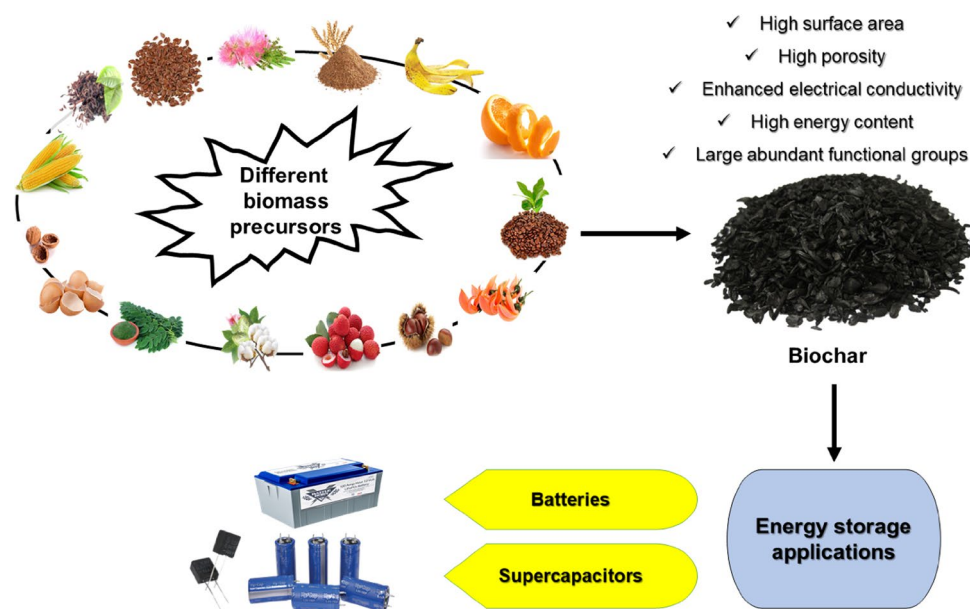 Different
biomass
precursors
✓ High surface area
✓ High porosity
✓ Enhanced electrical conductivity
✓ High energy content
✓ Large abundant functional groups
Biochar
Energy storage
applications
Batteries
Supercapacitors